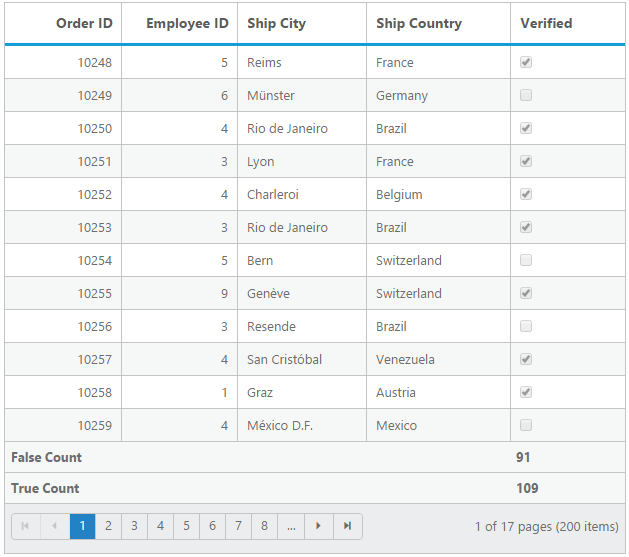 Order ID Employee ID Ship City Ship Country Verified
10248 5 Reims France
10249 6 Münster Germany
10250 4 Rio de Janeiro Brazil
10251 3 Lyon France
10252 4 Charleroi Belgium
10253 3 Rio de Janeiro Brazil
10254 5 Bern Switzerland
10255 9 Genève Switzerland
10256 3 Resende Brazil
10257 4 San Cristóbal Venezuela
10258 1 Graz Austria
10259 4 México D.F. Mexico
False Count 91
True Count 109
1 2 3 4 5 6 7 8 ... 1 of 17 pages (200 items)